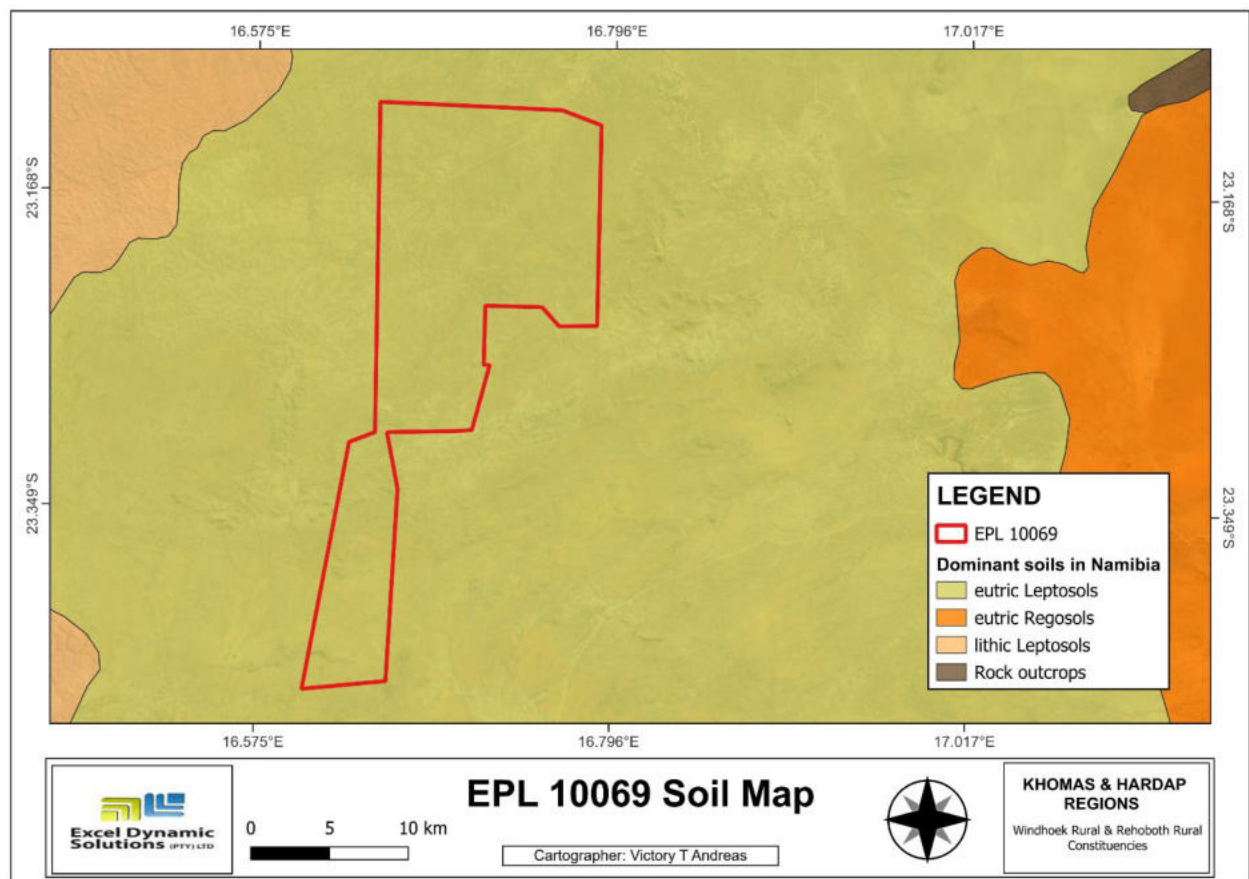 16.575°E 16.796°E 17.017°E
23.168°S
23.168°S
23.349°S
23.349°S
LEGEND
EPL 10069
Dominant soils in Namibia
eutric Leptosols
eutric Regosols
lithic Leptosols
Rock outcrops
16.575°E 16.796°E 17.017°E
Excel Dynamic
Solutions (PTY) LTD
EPL 10069 Soil Map
0 5 10 km
Cartographer: Victory T Andreas
KHOMAS & HARDAP
REGIONS
Windhoek Rural & Rehoboth Rural
Constituencies